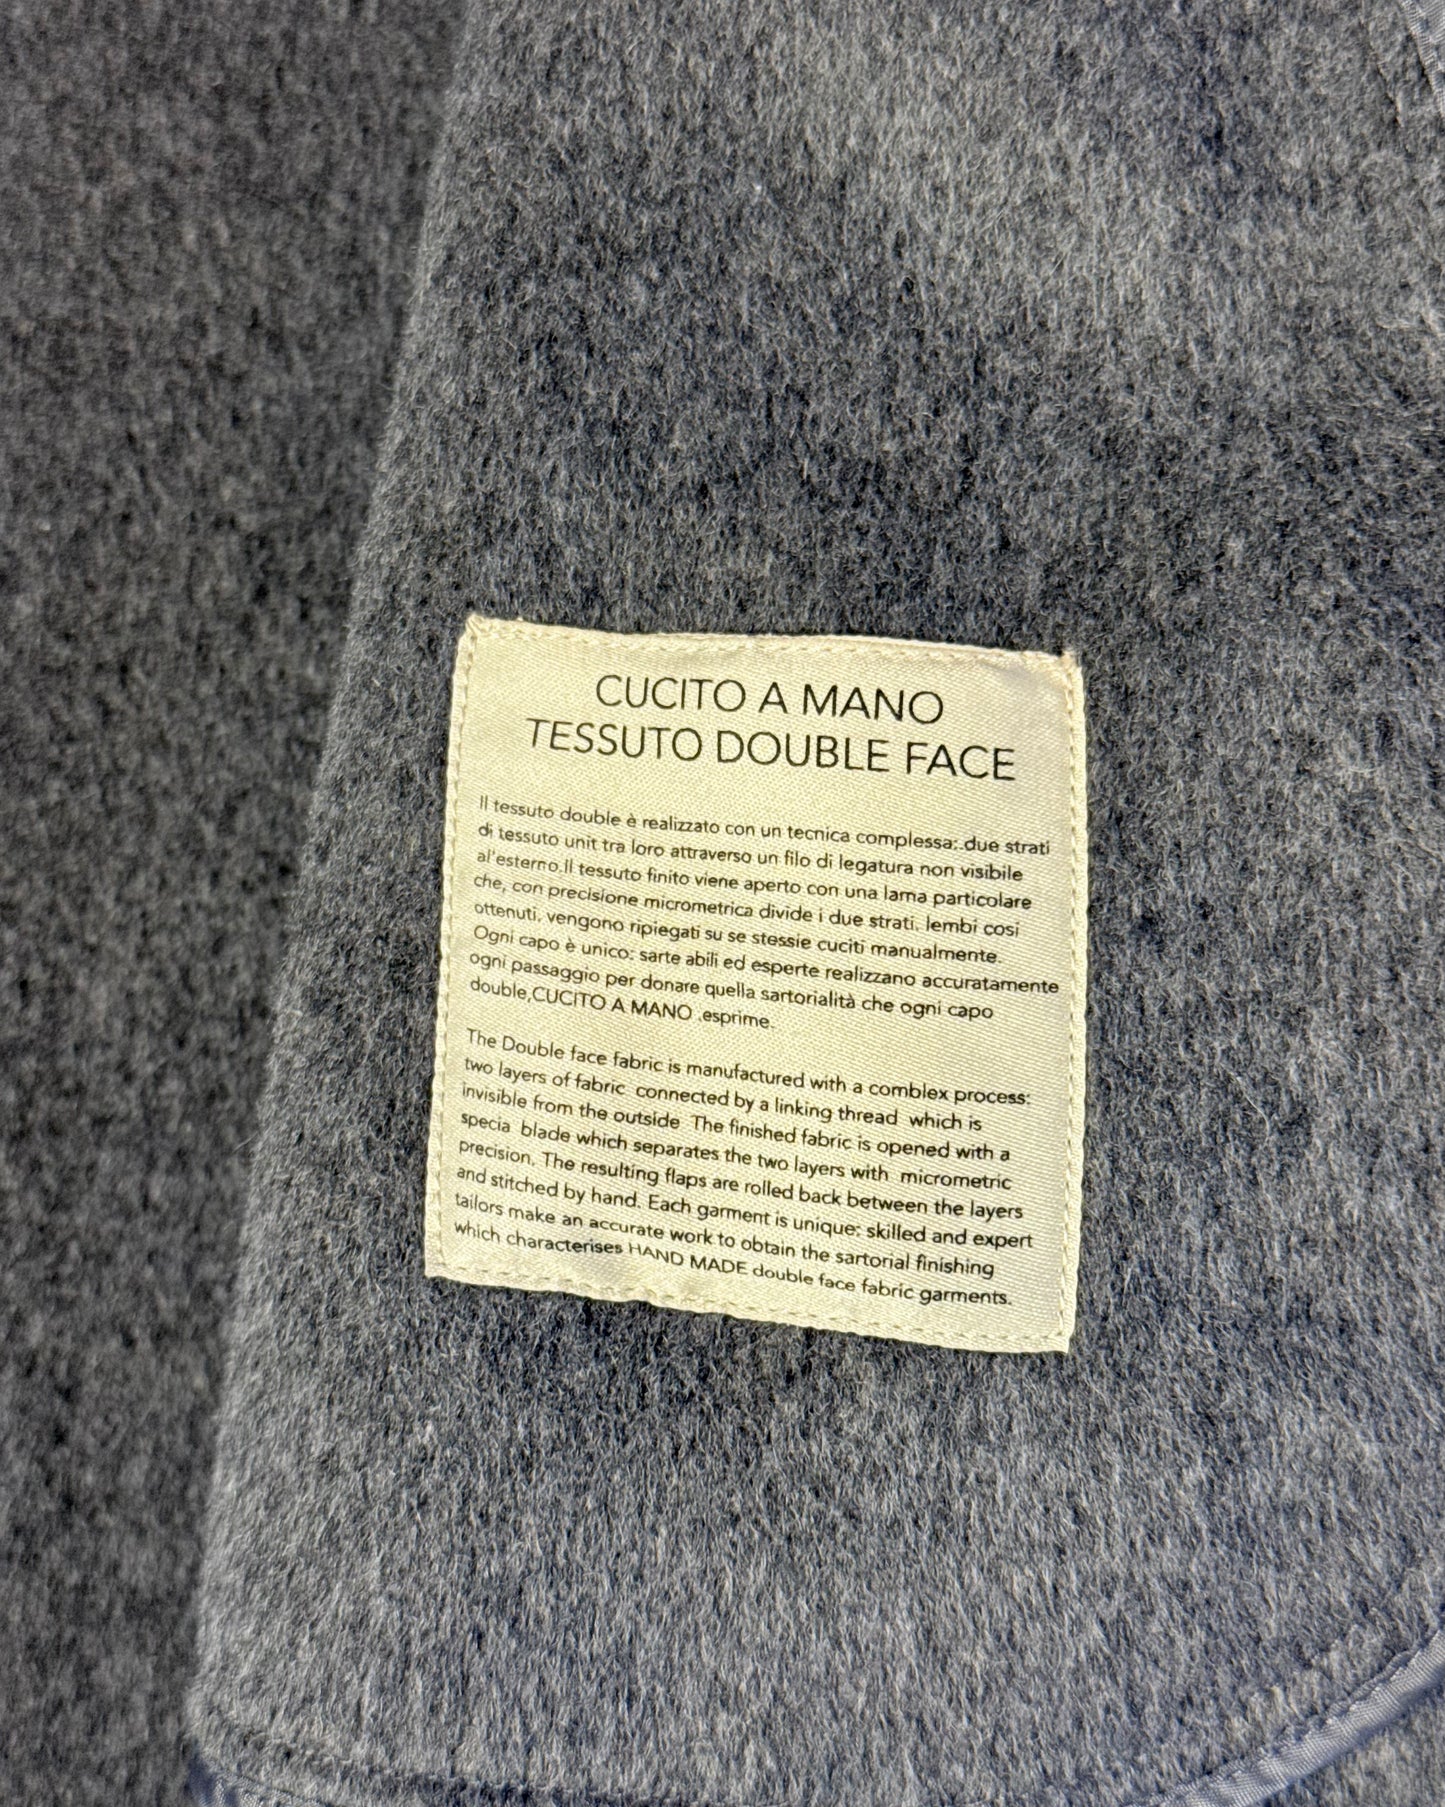 CUCITO A MANO
TESSUTO DOUBLE FACE
Il tessuto double è realizzato con un tecnica complessa:.due strati
di tessuto unit tra loro attraverso un filo di legatura non visibile
al'esterno.Il tessuto finito viene aperto con una lama particolare
che, con precisione micrometrica divide i due strati. lembi cosi
ottenuti. vengono ripiegati su se stessie cuciti manualmente.
Ogni capo è unico: sarte abili ed esperte realizzano accuratamente
ogni passaggio per donare quella sartorialità che ogni capo
double,CUCITO A MANO .esprime.
The Double face fabric is manufactured with a comblex process:
two layers of fabric connected by a linking thread which is
invisible from the outside The finished fabric is opened with a
specia blade which separates the two layers with micrometric
precision. The resulting flaps are rolled back between the layers
and stitched by hand. Each garment is unique: skilled and expert
tailors make an accurate work to obtain the sartorial finishing
which characterises HAND MADE double face fabric garments.